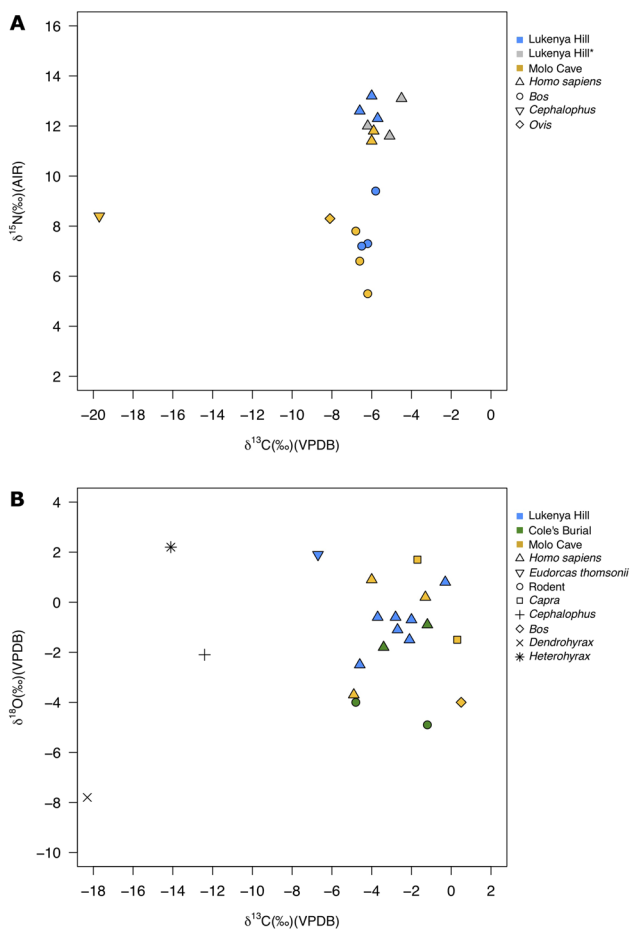 A
16
14
12
10
8
6
4
2
δ15N(‰)(AIR)
−20 −18 −16 −14 −12 −10 −8 −6 −4 −2 0
δ13C(‰)(VPDB)
Lukenya Hill
Lukenya Hill*
Molo Cave
Homo sapiens
Bos
Cephalophus
Ovis
B
4
2
0
−2
−4
−6
−8
−10
δ18O(‰)(VPDB)
−18 −16 −14 −12 −10 −8 −6 −4 −2 0 2
δ13C(‰)(VPDB)
Lukenya Hill
Cole's Burial
Molo Cave
Homo sapiens
Eudorcas thomsonii
Rodent
Capra
Cephalophus
Bos
Dendrohyrax
Heterohyrax